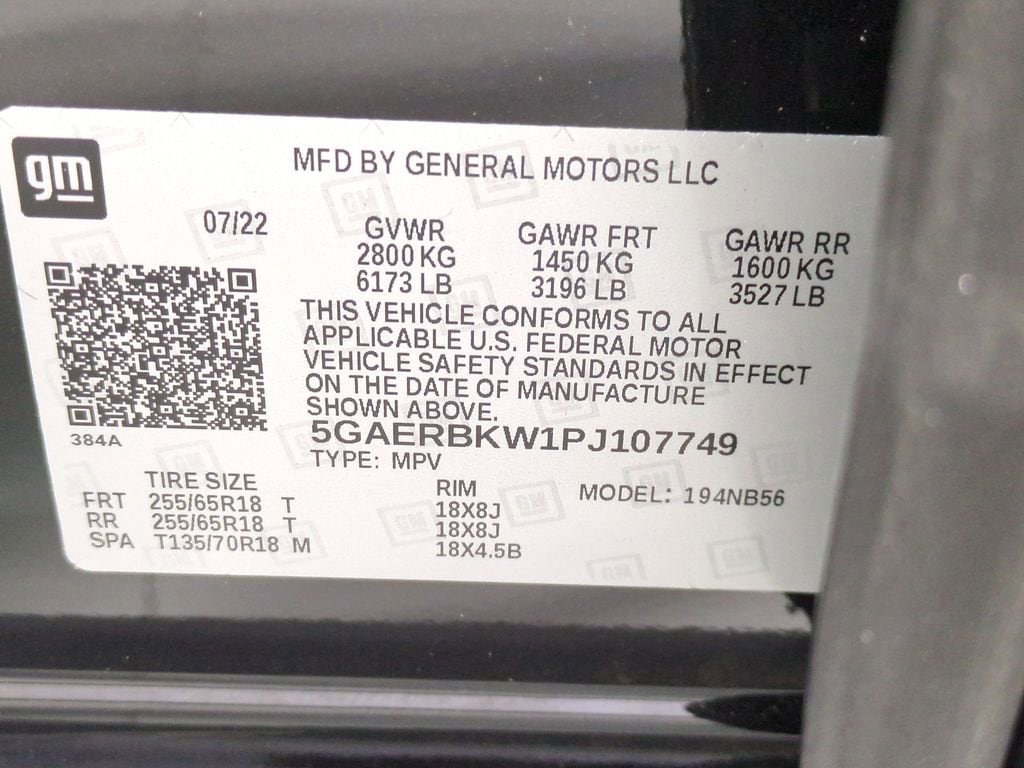 gm
MFD BY GENERAL MOTORS LLC
07/22 GVWR GAWR FRT GAWR RR
2800 KG 1450 KG 1600 KG
6173 LB 3196 LB 3527 LB
THIS VEHICLE CONFORMS TO ALL
APPLICABLE U.S. FEDERAL MOTOR
VEHICLE SAFETY STANDARDS IN EFFECT
ON THE DATE OF MANUFACTURE
SHOWN ABOVE.
384A
5GAERBKW1PJ107749
TYPE: MPV
TIRE SIZE RIM MODEL: 194NB56
FRT 255/65R18 T 18X8J
RR 255/65R18 T 18X8J
SPA T135/70R18 M 18X4.5B